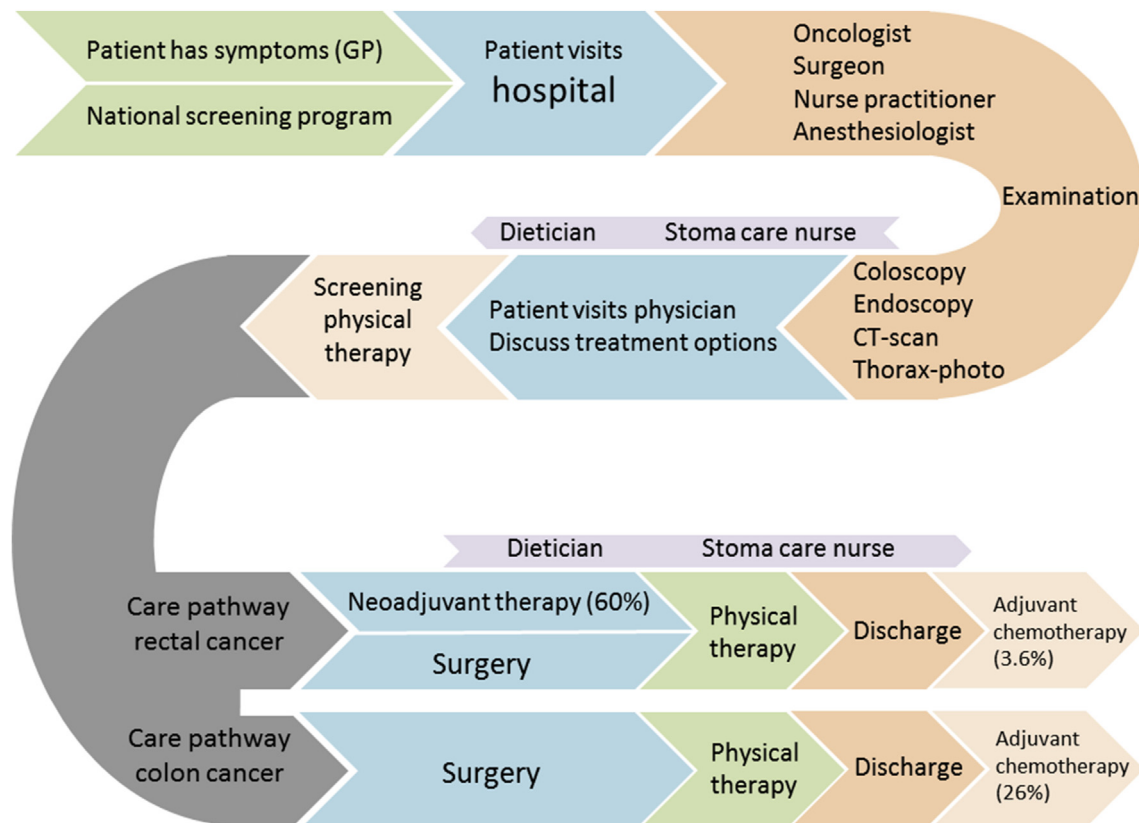 Patient has symptoms (GP)
National screening program
Patient visits
hospital
Oncologist
Surgeon
Nurse practitioner
Anesthesiologist
Examination
Dietician Stoma care nurse
Coloscopy
Endoscopy
CT-scan
Thorax-photo
Patient visits physician
Discuss treatment options
Screening
physical
therapy
Dietician Stoma care nurse
Care pathway
rectal cancer
Neoadjuvant therapy (60%)
Surgery
Physical
therapy
Discharge
Adjuvant
chemotherapy
(3.6%)
Care pathway
colon cancer
Surgery
Physical
therapy
Discharge
Adjuvant
chemotherapy
(26%)